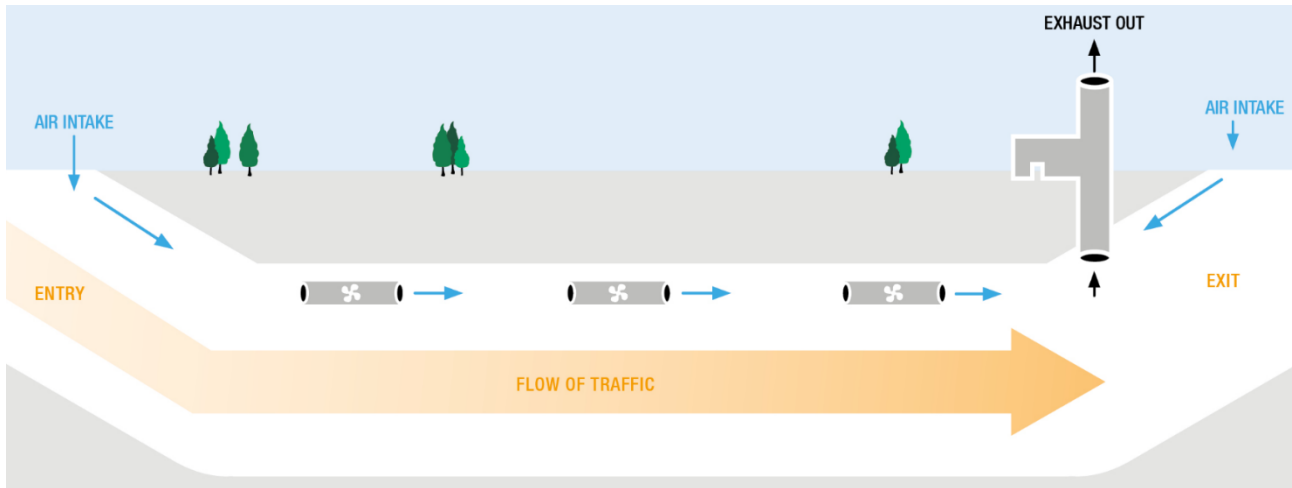 EXHAUST OUT
AIR INTAKE
AIR INTAKE
ENTRY
EXIT
FLOW OF TRAFFIC